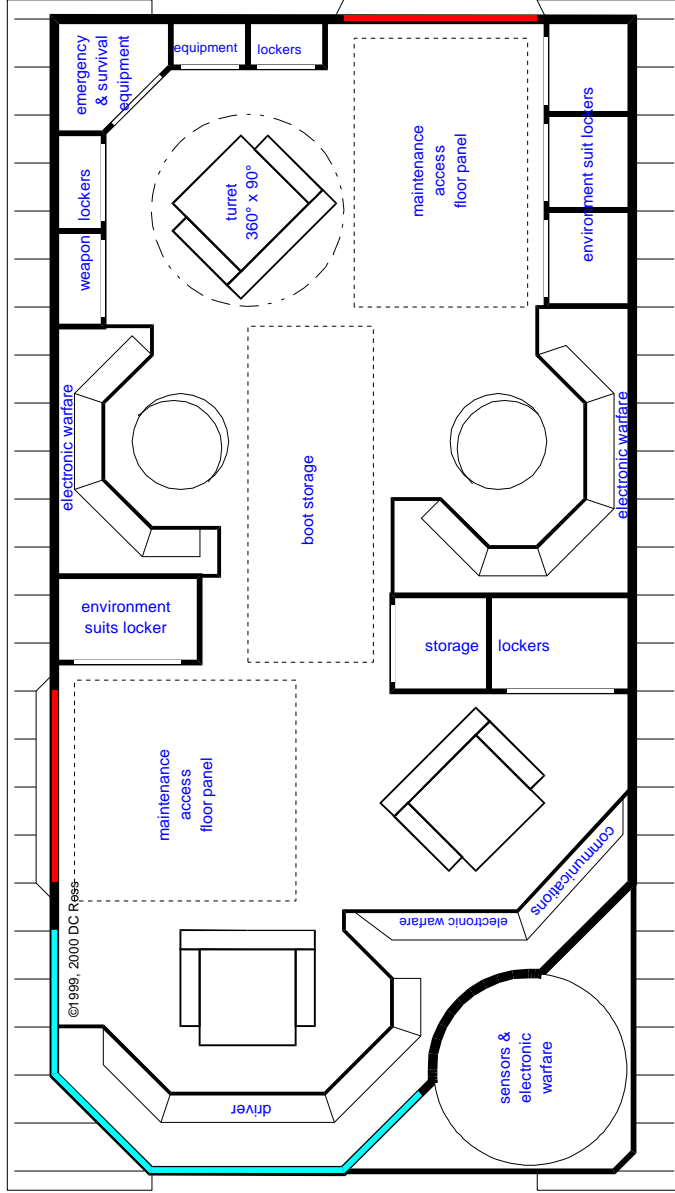 emergency
& survival
equipment
equipment
lockers
lockers
weapon
turret
360° x 90°
maintenance
access
floor panel
environment suit lockers
electronic warfare
boot storage
electronic warfare
environment
suits locker
storage
lockers
maintenance
access
floor panel
communications
electronic warfare
©1999, 2000 DC Ross
driver
sensors &
electronic
warfare